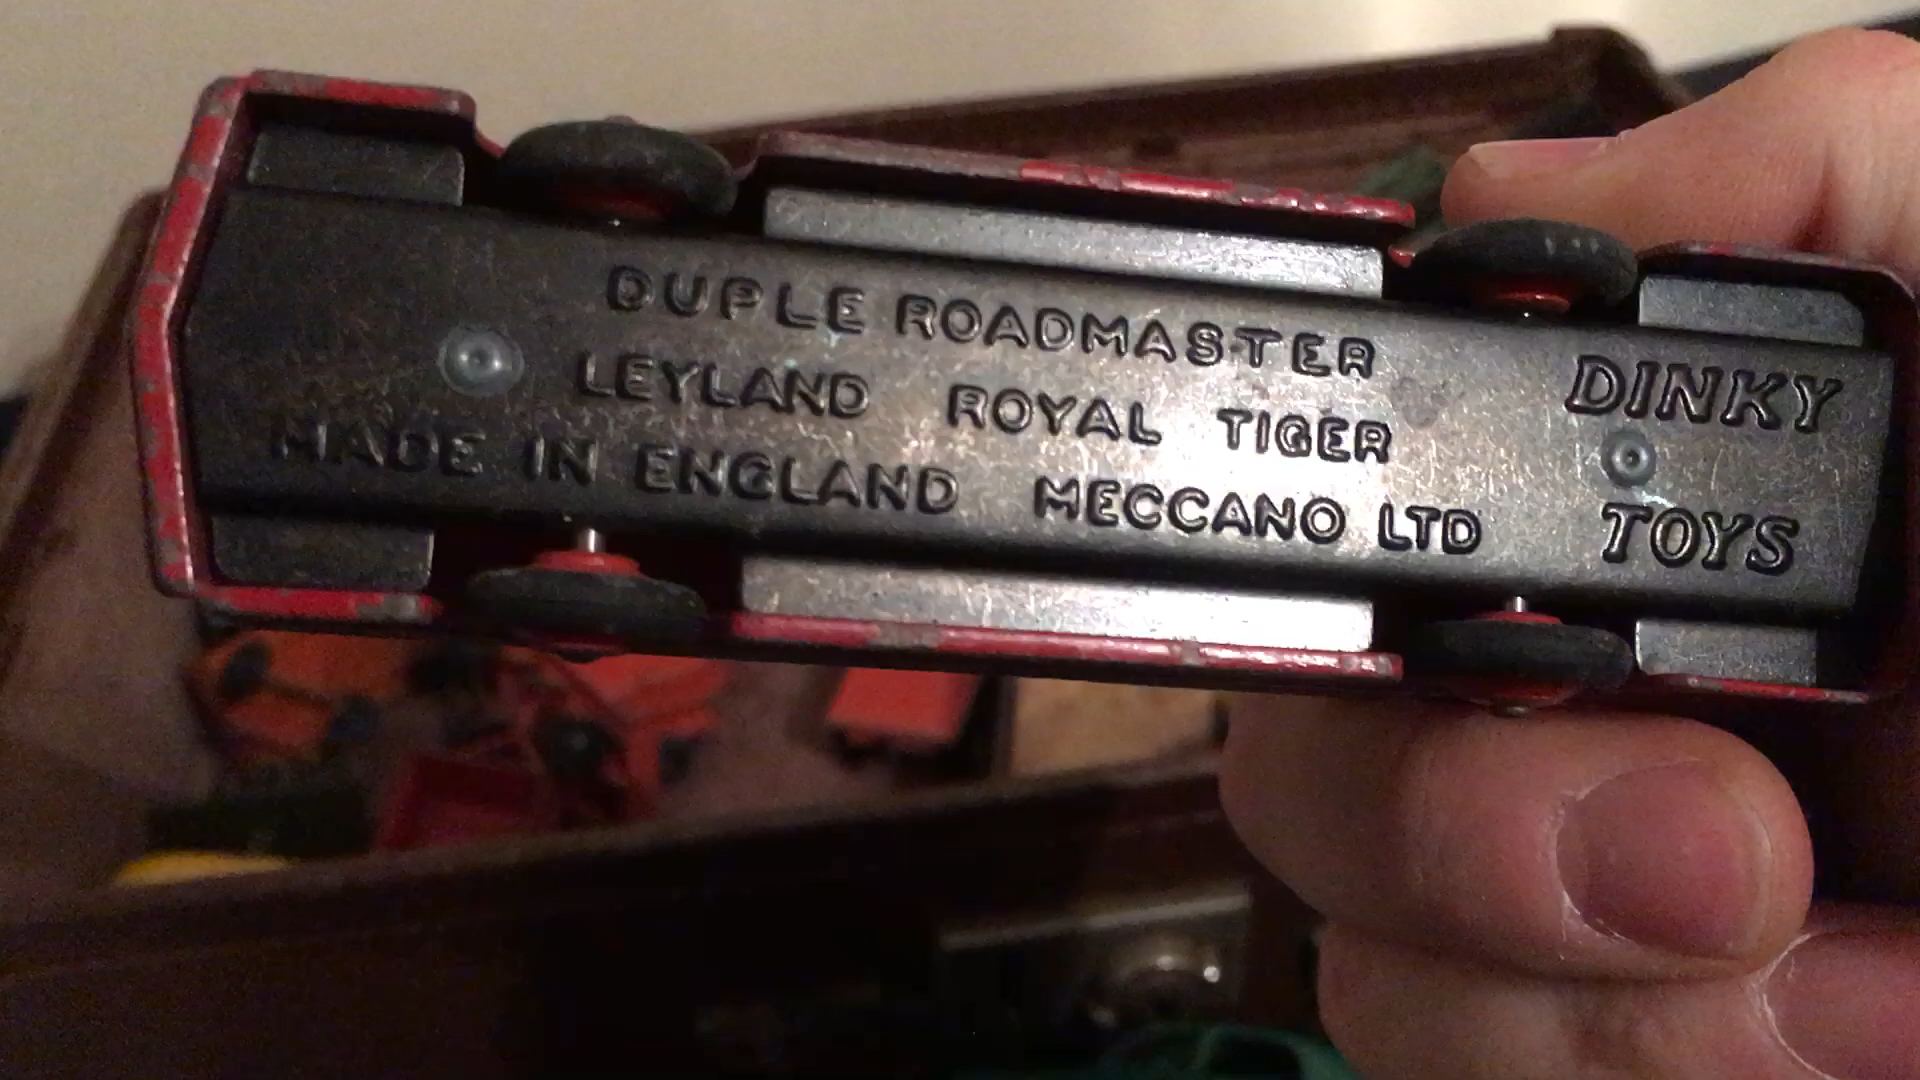 DUPLE ROADMASTER
LEYLAND ROYAL TIGER
MADE IN ENGLAND MECCANO LTD
DINKY
TOYS